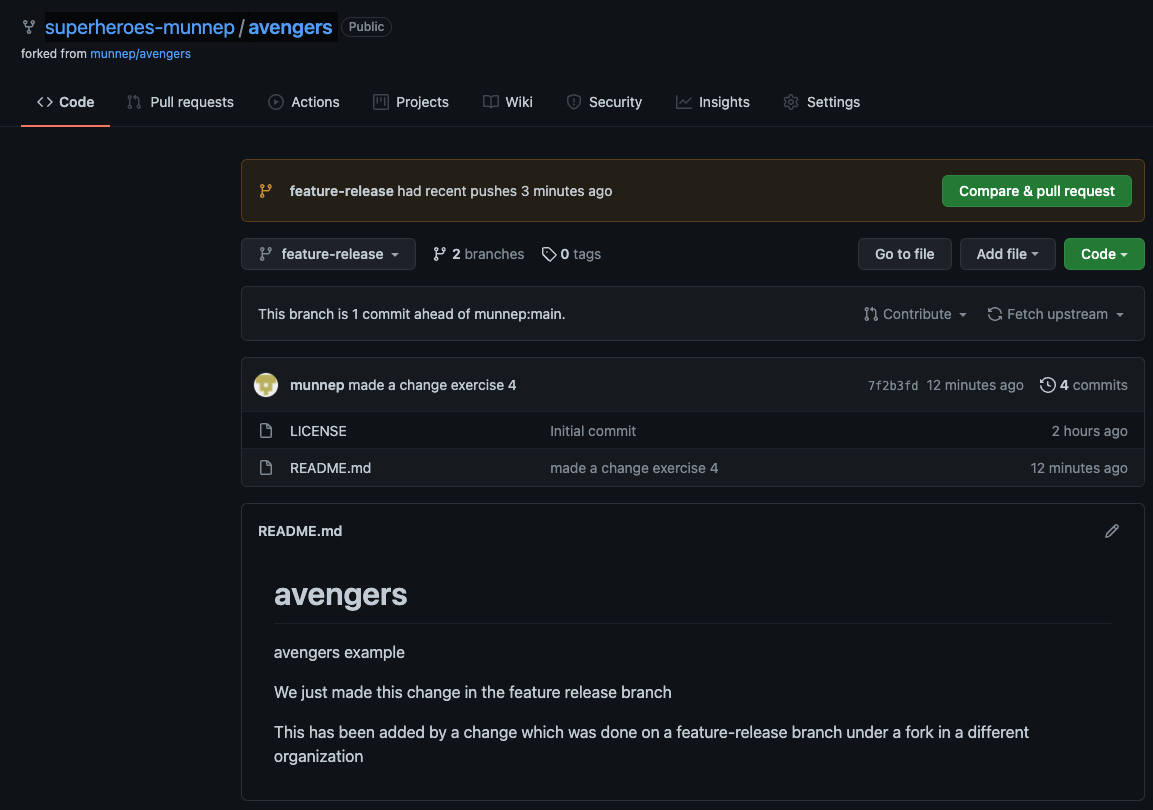 superheroes-munnep / avengers Public
forked from munnep/avengers
Code Pull requests Actions Projects Wiki Security Insights Settings
feature-release had recent pushes 3 minutes ago Compare & pull request
feature-release 2 branches 0 tags Go to file Add file Code
This branch is 1 commit ahead of munnep:main. Contribute Fetch upstream
munnep made a change exercise 4 7f2b3fd 12 minutes ago 4 commits
LICENSE Initial commit 2 hours ago
README.md made a change exercise 4 12 minutes ago
README.md
avengers
avengers example
We just made this change in the feature release branch
This has been added by a change which was done on a feature-release branch under a fork in a different
organization